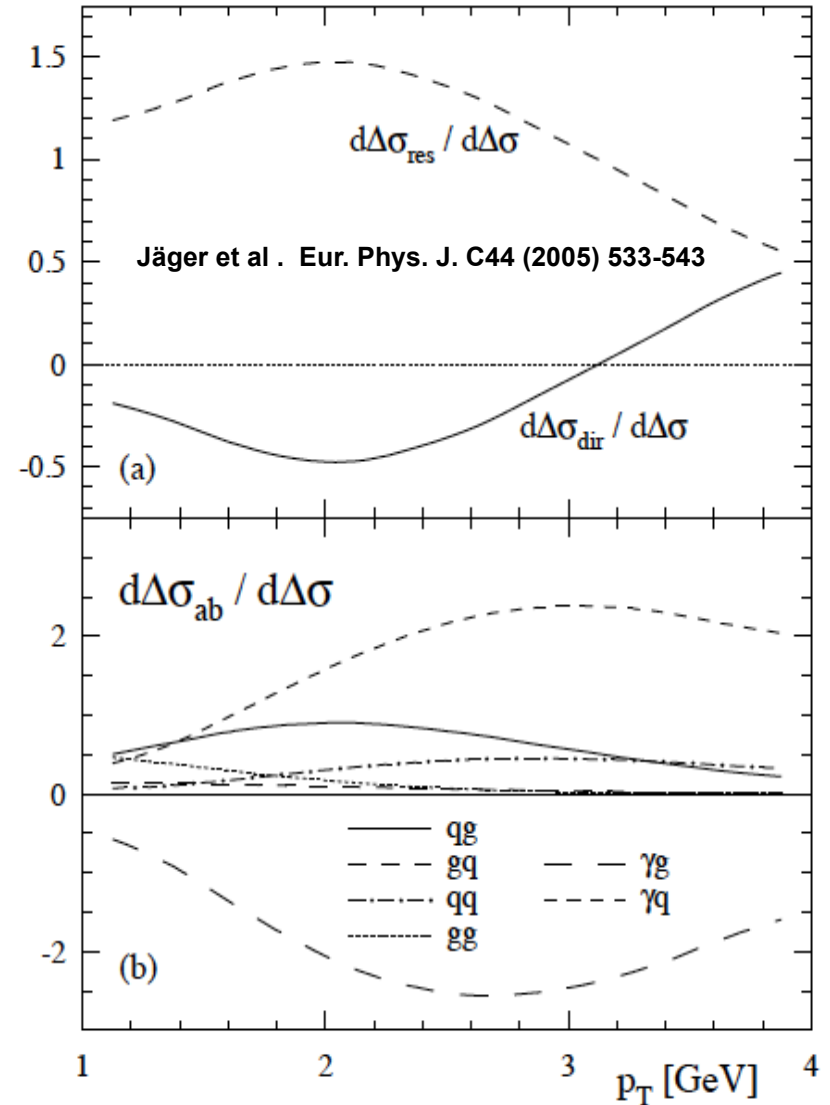 1.5
dΔσres / dΔσ
1
Jäger et al . Eur. Phys. J. C44 (2005) 533-543
0.5
0
dΔσdir / dΔσ
-0.5
(a)
dΔσab / dΔσ
2
0
qg
gq γg
qq γq
gg
-2
(b)
1 2 3 4
pT [GeV]